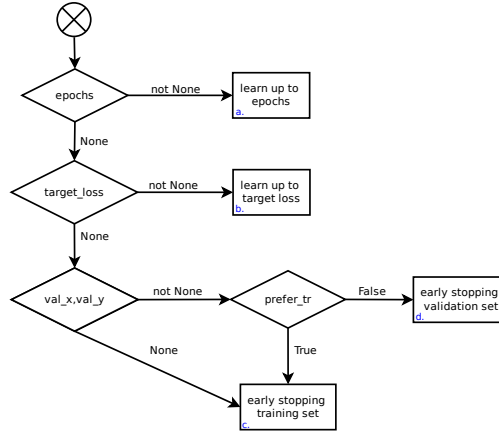 epochs
not None
learn up to
epochs
a.
None
target_loss
not None
learn up to
target loss
b.
None
val_x,val_y
not None
prefer_tr
False
early stopping
validation set
d.
None
True
early stopping
training set
c.